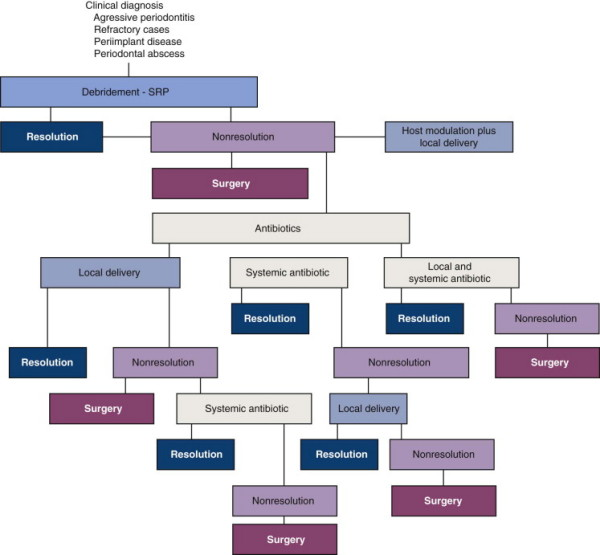 Clinical diagnosis
Agressive periodontitis
Refractory cases
Periimplant disease
Periodontal abscess
Debridement - SRP
Resolution
Nonresolution
Host modulation plus
local delivery
Surgery
Antibiotics
Local delivery
Systemic antibiotic
Local and
systemic antibiotic
Resolution
Resolution
Nonresolution
Resolution
Nonresolution
Nonresolution
Surgery
Surgery
Systemic antibiotic
Local delivery
Resolution
Resolution
Nonresolution
Nonresolution
Surgery
Surgery